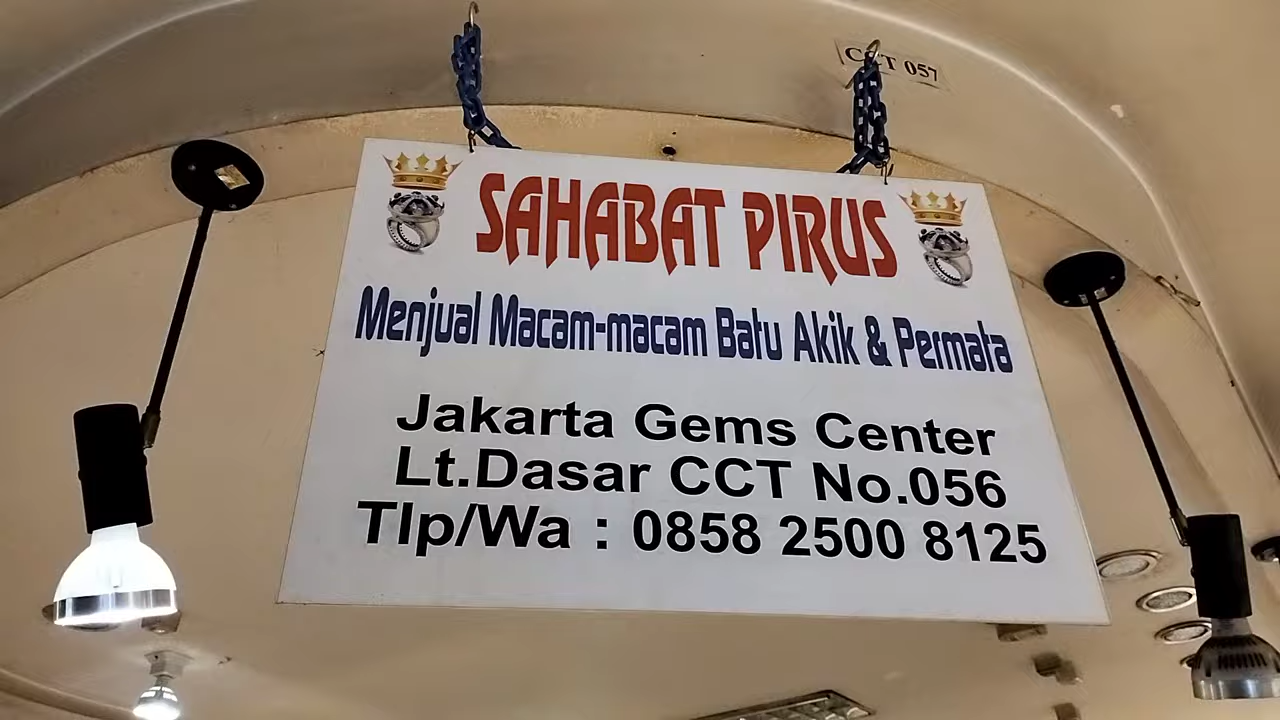 CCT 057
SAHABAT PIRUS
Menjual Macam-macam Batu Akik & Permata
Jakarta Gems Center
Lt.Dasar CCT No.056
Tlp/Wa : 0858 2500 8125